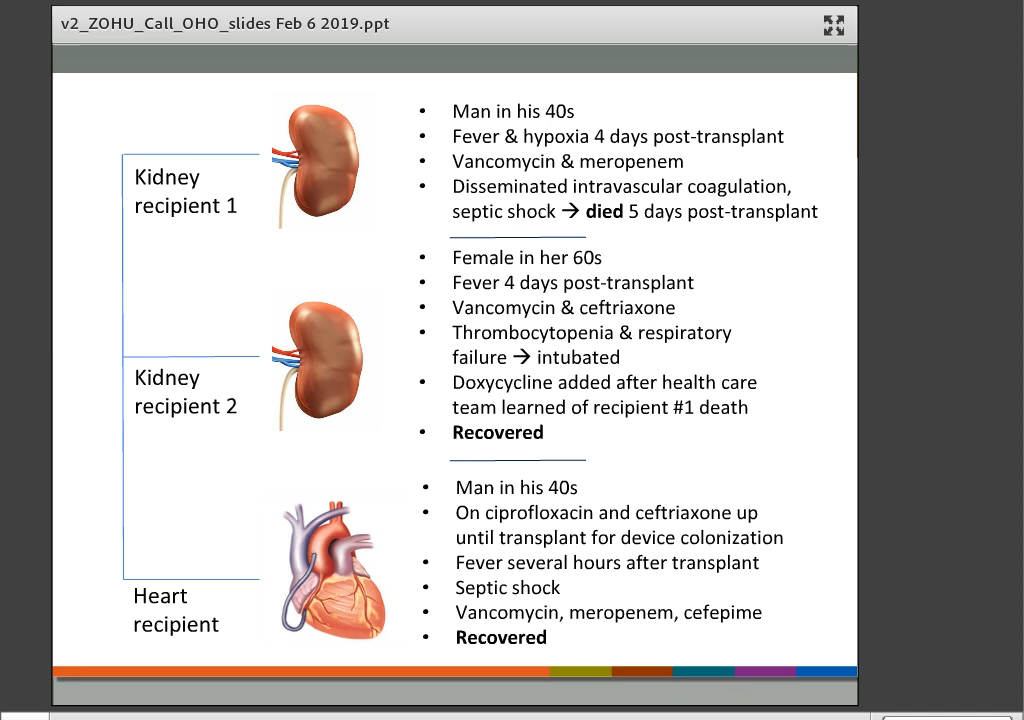 v2_ZOHU_Call_OHO_slides Feb 6 2019.ppt
Kidney
recipient 1
• Man in his 40s
• Fever & hypoxia 4 days post-transplant
• Vancomycin & meropenem
• Disseminated intravascular coagulation,
septic shock → died 5 days post-transplant
Kidney
recipient 2
• Female in her 60s
• Fever 4 days post-transplant
• Vancomycin & ceftriaxone
• Thrombocytopenia & respiratory
failure → intubated
• Doxycycline added after health care
team learned of recipient #1 death
• Recovered
Heart
recipient
• Man in his 40s
• On ciprofloxacin and ceftriaxone up
until transplant for device colonization
• Fever several hours after transplant
• Septic shock
• Vancomycin, meropenem, cefepime
• Recovered